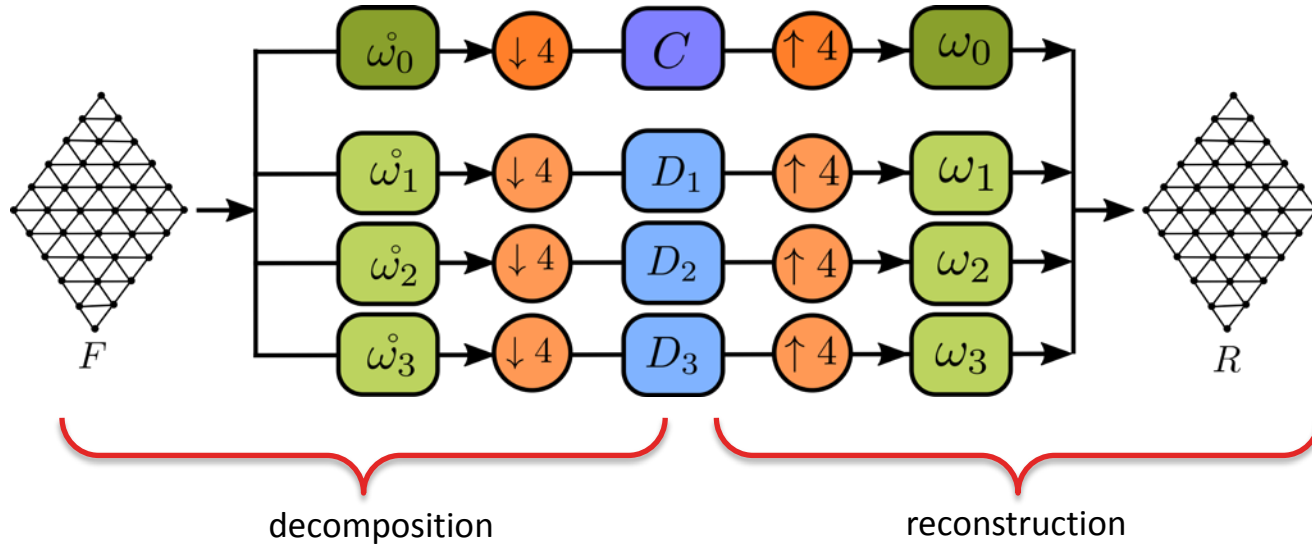 ω̊₀ ↓ 4 C ↑ 4 ω₀
ω̊₁ ↓ 4 D₁ ↑ 4 ω₁
ω̊₂ ↓ 4 D₂ ↑ 4 ω₂
ω̊₃ ↓ 4 D₃ ↑ 4 ω₃
F R
decomposition reconstruction